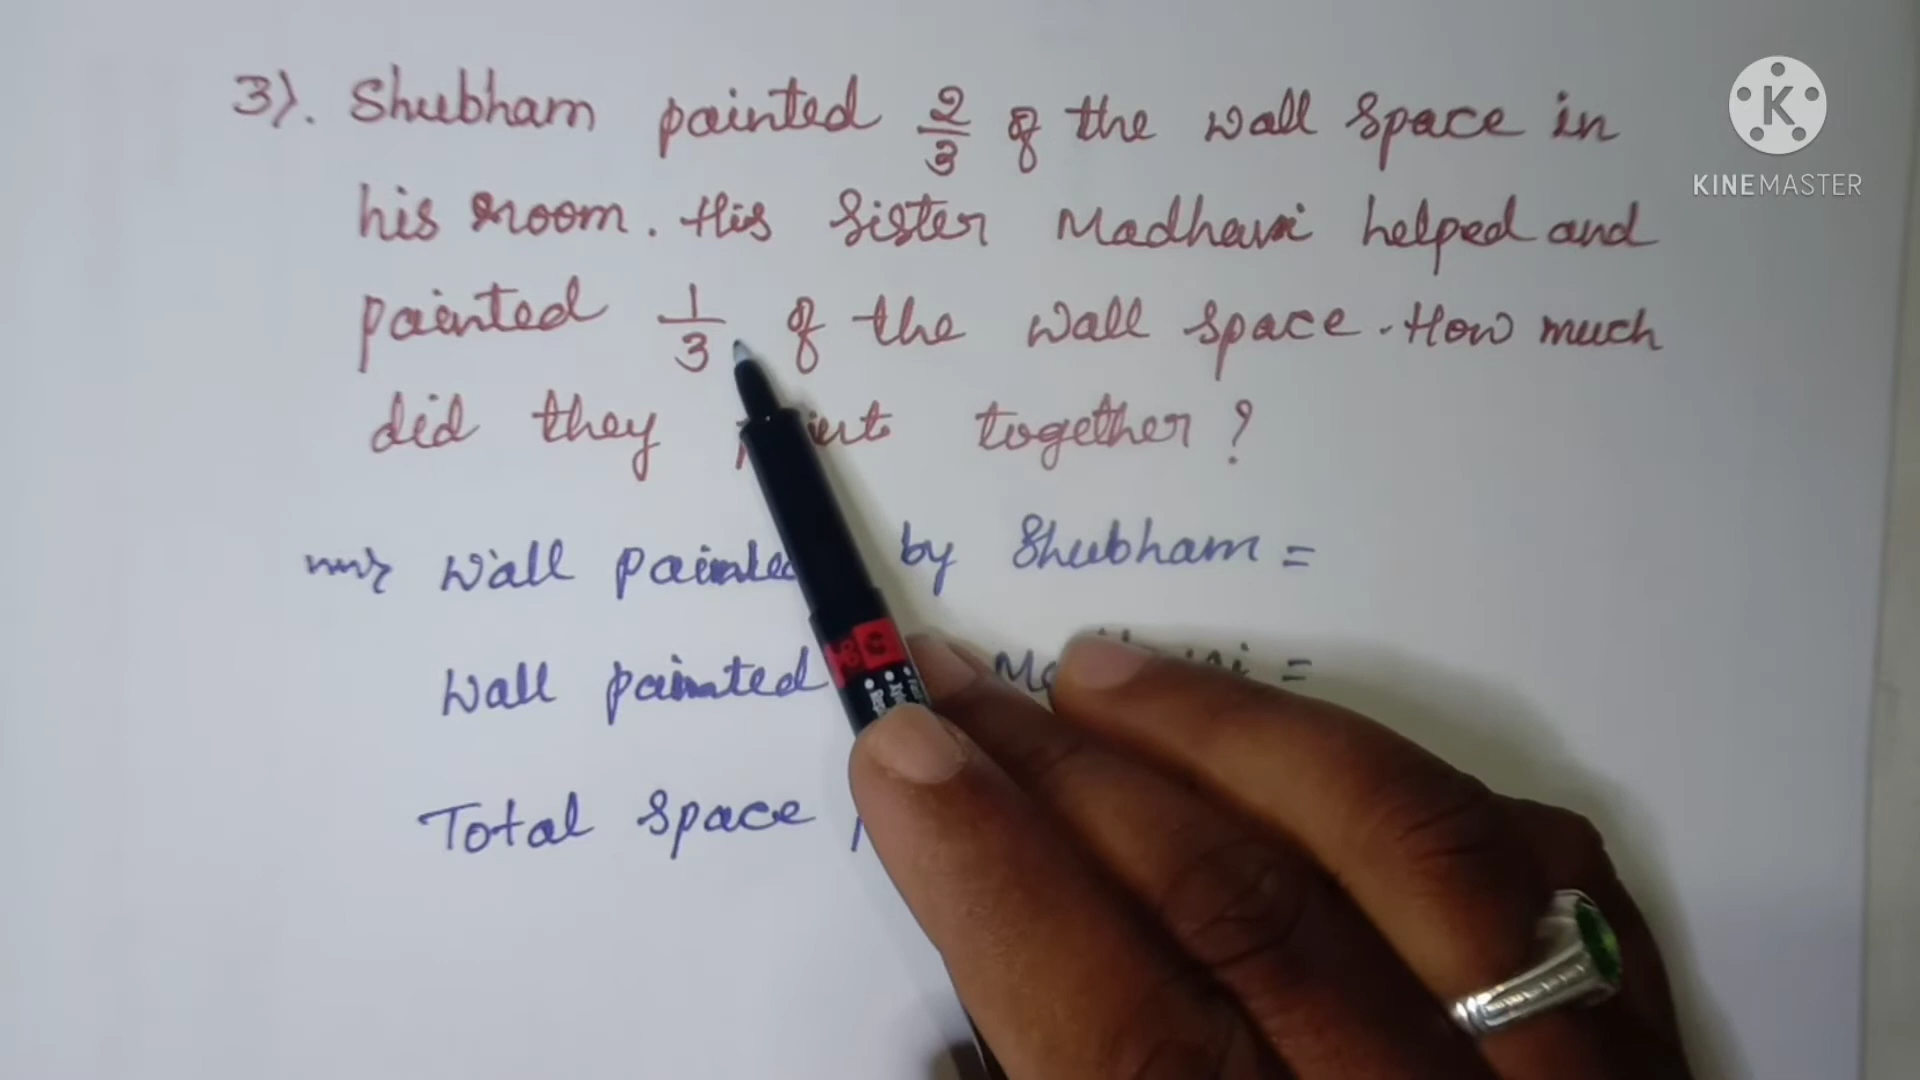 3). Shubham painted 2/3 of the wall space in
his room. His sister Madhavi helped and
painted 1/3 of the wall space. How much
did they together?
Wall painted by Shubham =
Wall painted =
Total space
K
KINEMASTER